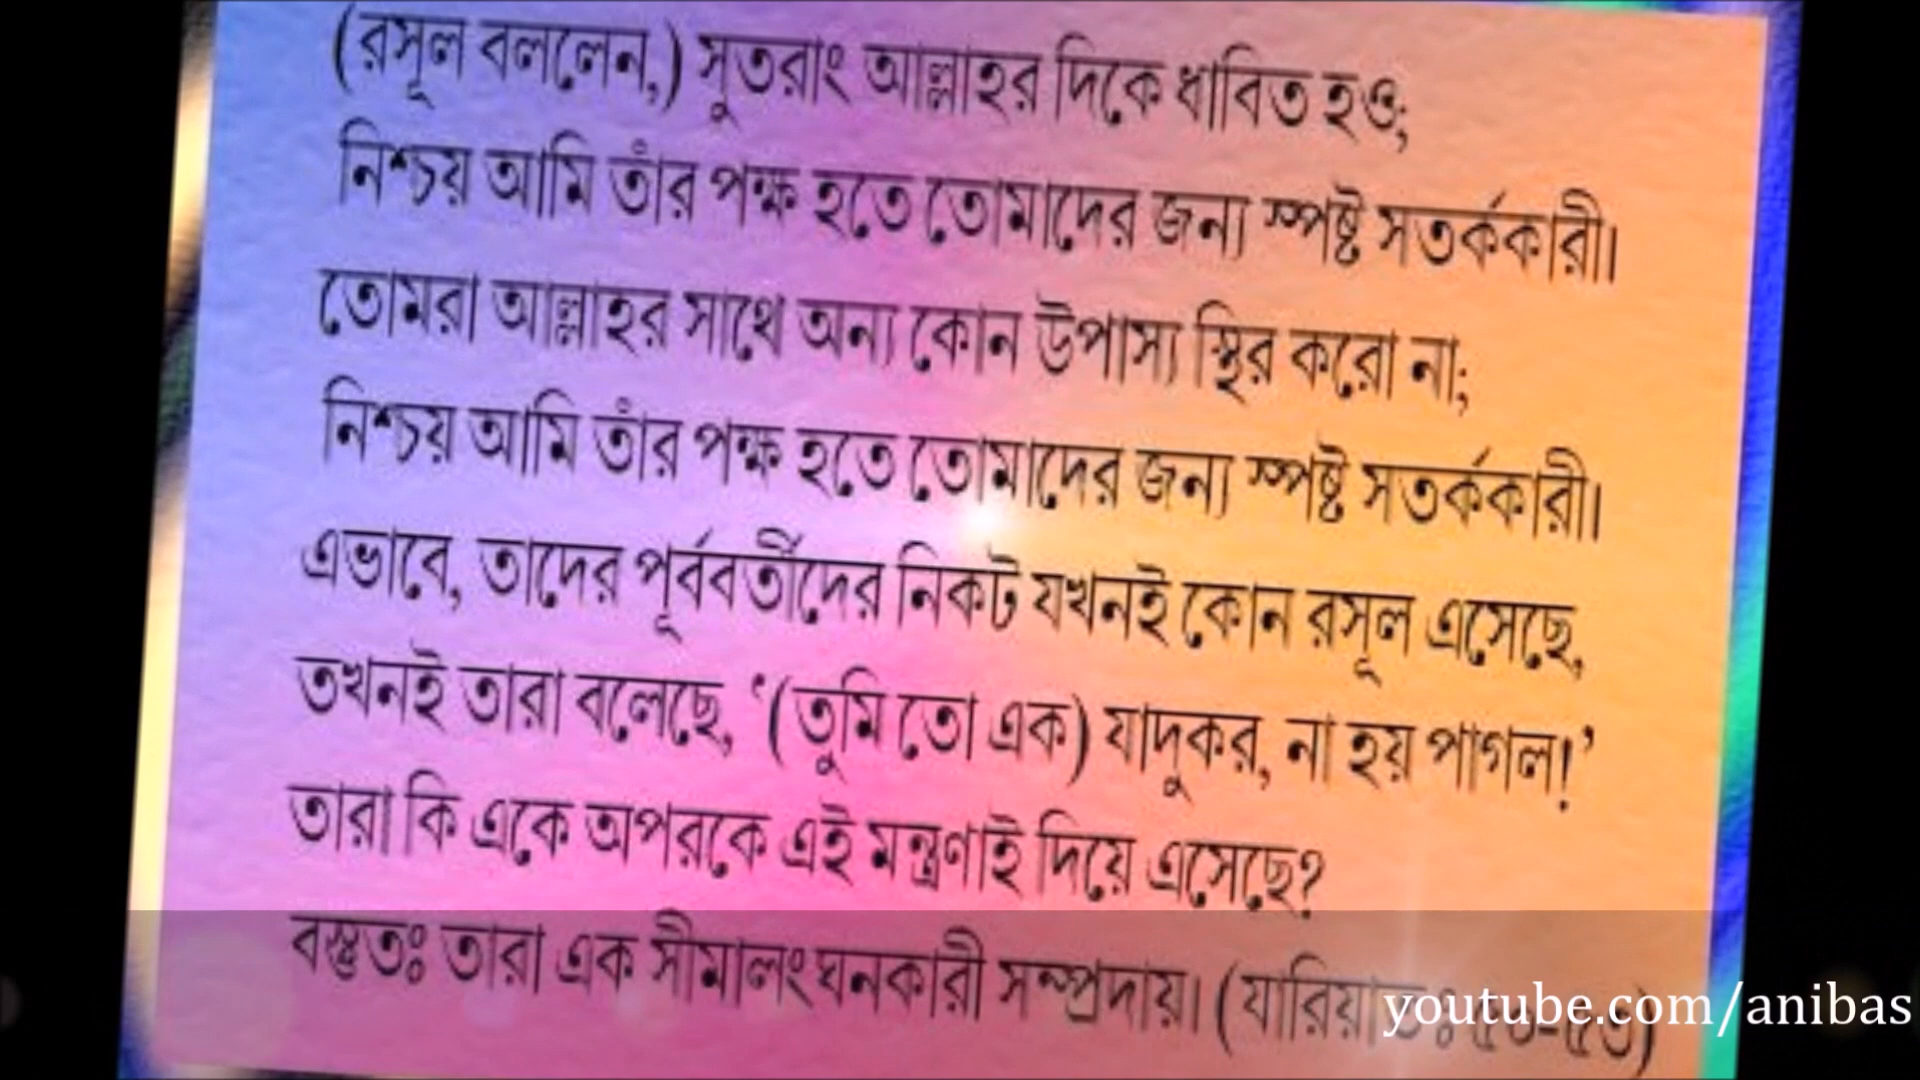 (রসূল বললেন,) সুতরাং আল্লাহর দিকে ধাবিত হও;
নিশ্চয় আমি তাঁর পক্ষ হতে তোমাদের জন্য স্পষ্ট সতর্ককারী।
তোমরা আল্লাহর সাথে অন্য কোন উপাস্য স্থির করো না;
নিশ্চয় আমি তাঁর পক্ষ হতে তোমাদের জন্য স্পষ্ট সতর্ককারী।
এভাবে, তাদের পূর্ববর্তীদের নিকট যখনই কোন রসূল এসেছে,
তখনই তারা বলেছে, ‘(তুমি তো এক) যাদুকর, না হয় পাগল!’
তারা কি একে অপরকে এই মন্ত্রণাই দিয়ে এসেছে?
বস্তুতঃ তারা এক সীমালংঘনকারী সম্প্রদায়। (যারিয়াতঃ
youtube.com/anibas